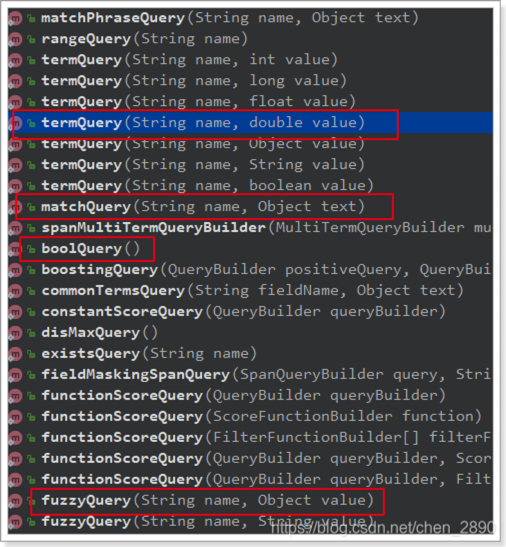 matchPhraseQuery(String name, Object text)
rangeQuery(String name)
termQuery(String name, int value)
termQuery(String name, long value)
termQuery(String name, float value)
termQuery(String name, double value)
termQuery(String name, Object value)
termQuery(String name, String value)
termQuery(String name, boolean value)
matchQuery(String name, Object text)
spanMultiTermQueryBuilder(MultiTermQueryBuilder mu
boolQuery()
boostingQuery(QueryBuilder positiveQuery, QueryBui
commonTermsQuery(String fieldName, Object text)
constantScoreQuery(QueryBuilder queryBuilder)
disMaxQuery()
existsQuery(String name)
fieldMaskingSpanQuery(SpanQueryBuilder query, Stri
functionScoreQuery(QueryBuilder queryBuilder)
functionScoreQuery(ScoreFunctionBuilder function)
functionScoreQuery(FilterFunctionBuilder[] filterF
functionScoreQuery(QueryBuilder queryBuilder, Scor
functionScoreQuery(QueryBuilder queryBuilder, Filt
fuzzyQuery(String name, Object value)
fuzzyQuery(String name, String value)
https://blog.csdn.net/chen_2890